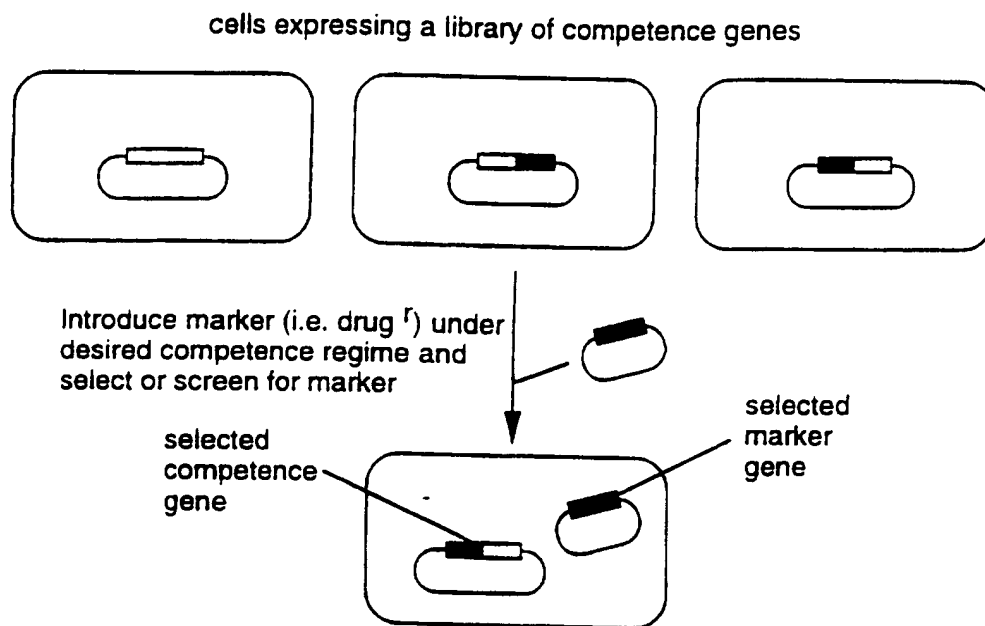 cells expressing a library of competence genes
Introduce marker (i.e. drug r) under
desired competence regime and
select or screen for marker
selected
marker
gene
selected
competence
gene